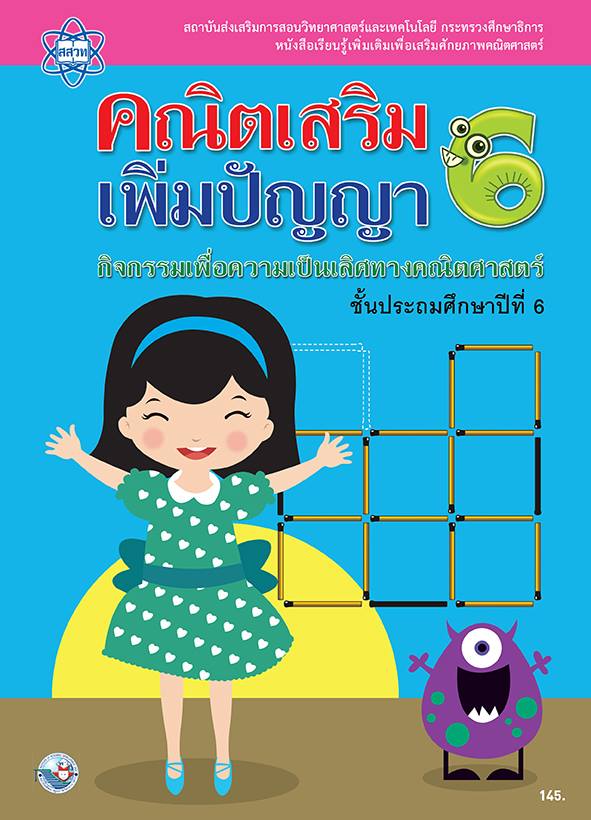 สสวท
สถาบันส่งเสริมการสอนวิทยาศาสตร์และเทคโนโลยี กระทรวงศึกษาธิการ
หนังสือเรียนรู้เพิ่มเติมเพื่อเสริมศักยภาพคณิตศาสตร์
คณิตเสริม
เพิ่มปัญญา
6
กิจกรรมเพื่อความเป็นเลิศทางคณิตศาสตร์
ชั้นประถมศึกษาปีที่ 6
145.